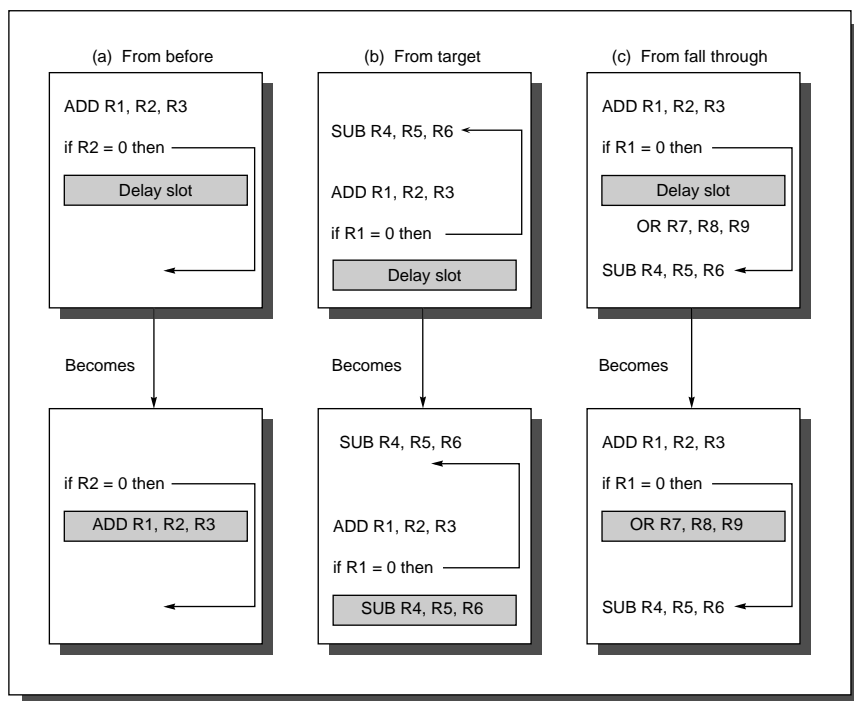 (a) From before
ADD R1, R2, R3
if R2 = 0 then
Delay slot
Becomes
if R2 = 0 then
ADD R1, R2, R3
(b) From target
SUB R4, R5, R6
ADD R1, R2, R3
if R1 = 0 then
Delay slot
Becomes
SUB R4, R5, R6
ADD R1, R2, R3
if R1 = 0 then
SUB R4, R5, R6
(c) From fall through
ADD R1, R2, R3
if R1 = 0 then
Delay slot
OR R7, R8, R9
SUB R4, R5, R6
Becomes
ADD R1, R2, R3
if R1 = 0 then
OR R7, R8, R9
SUB R4, R5, R6